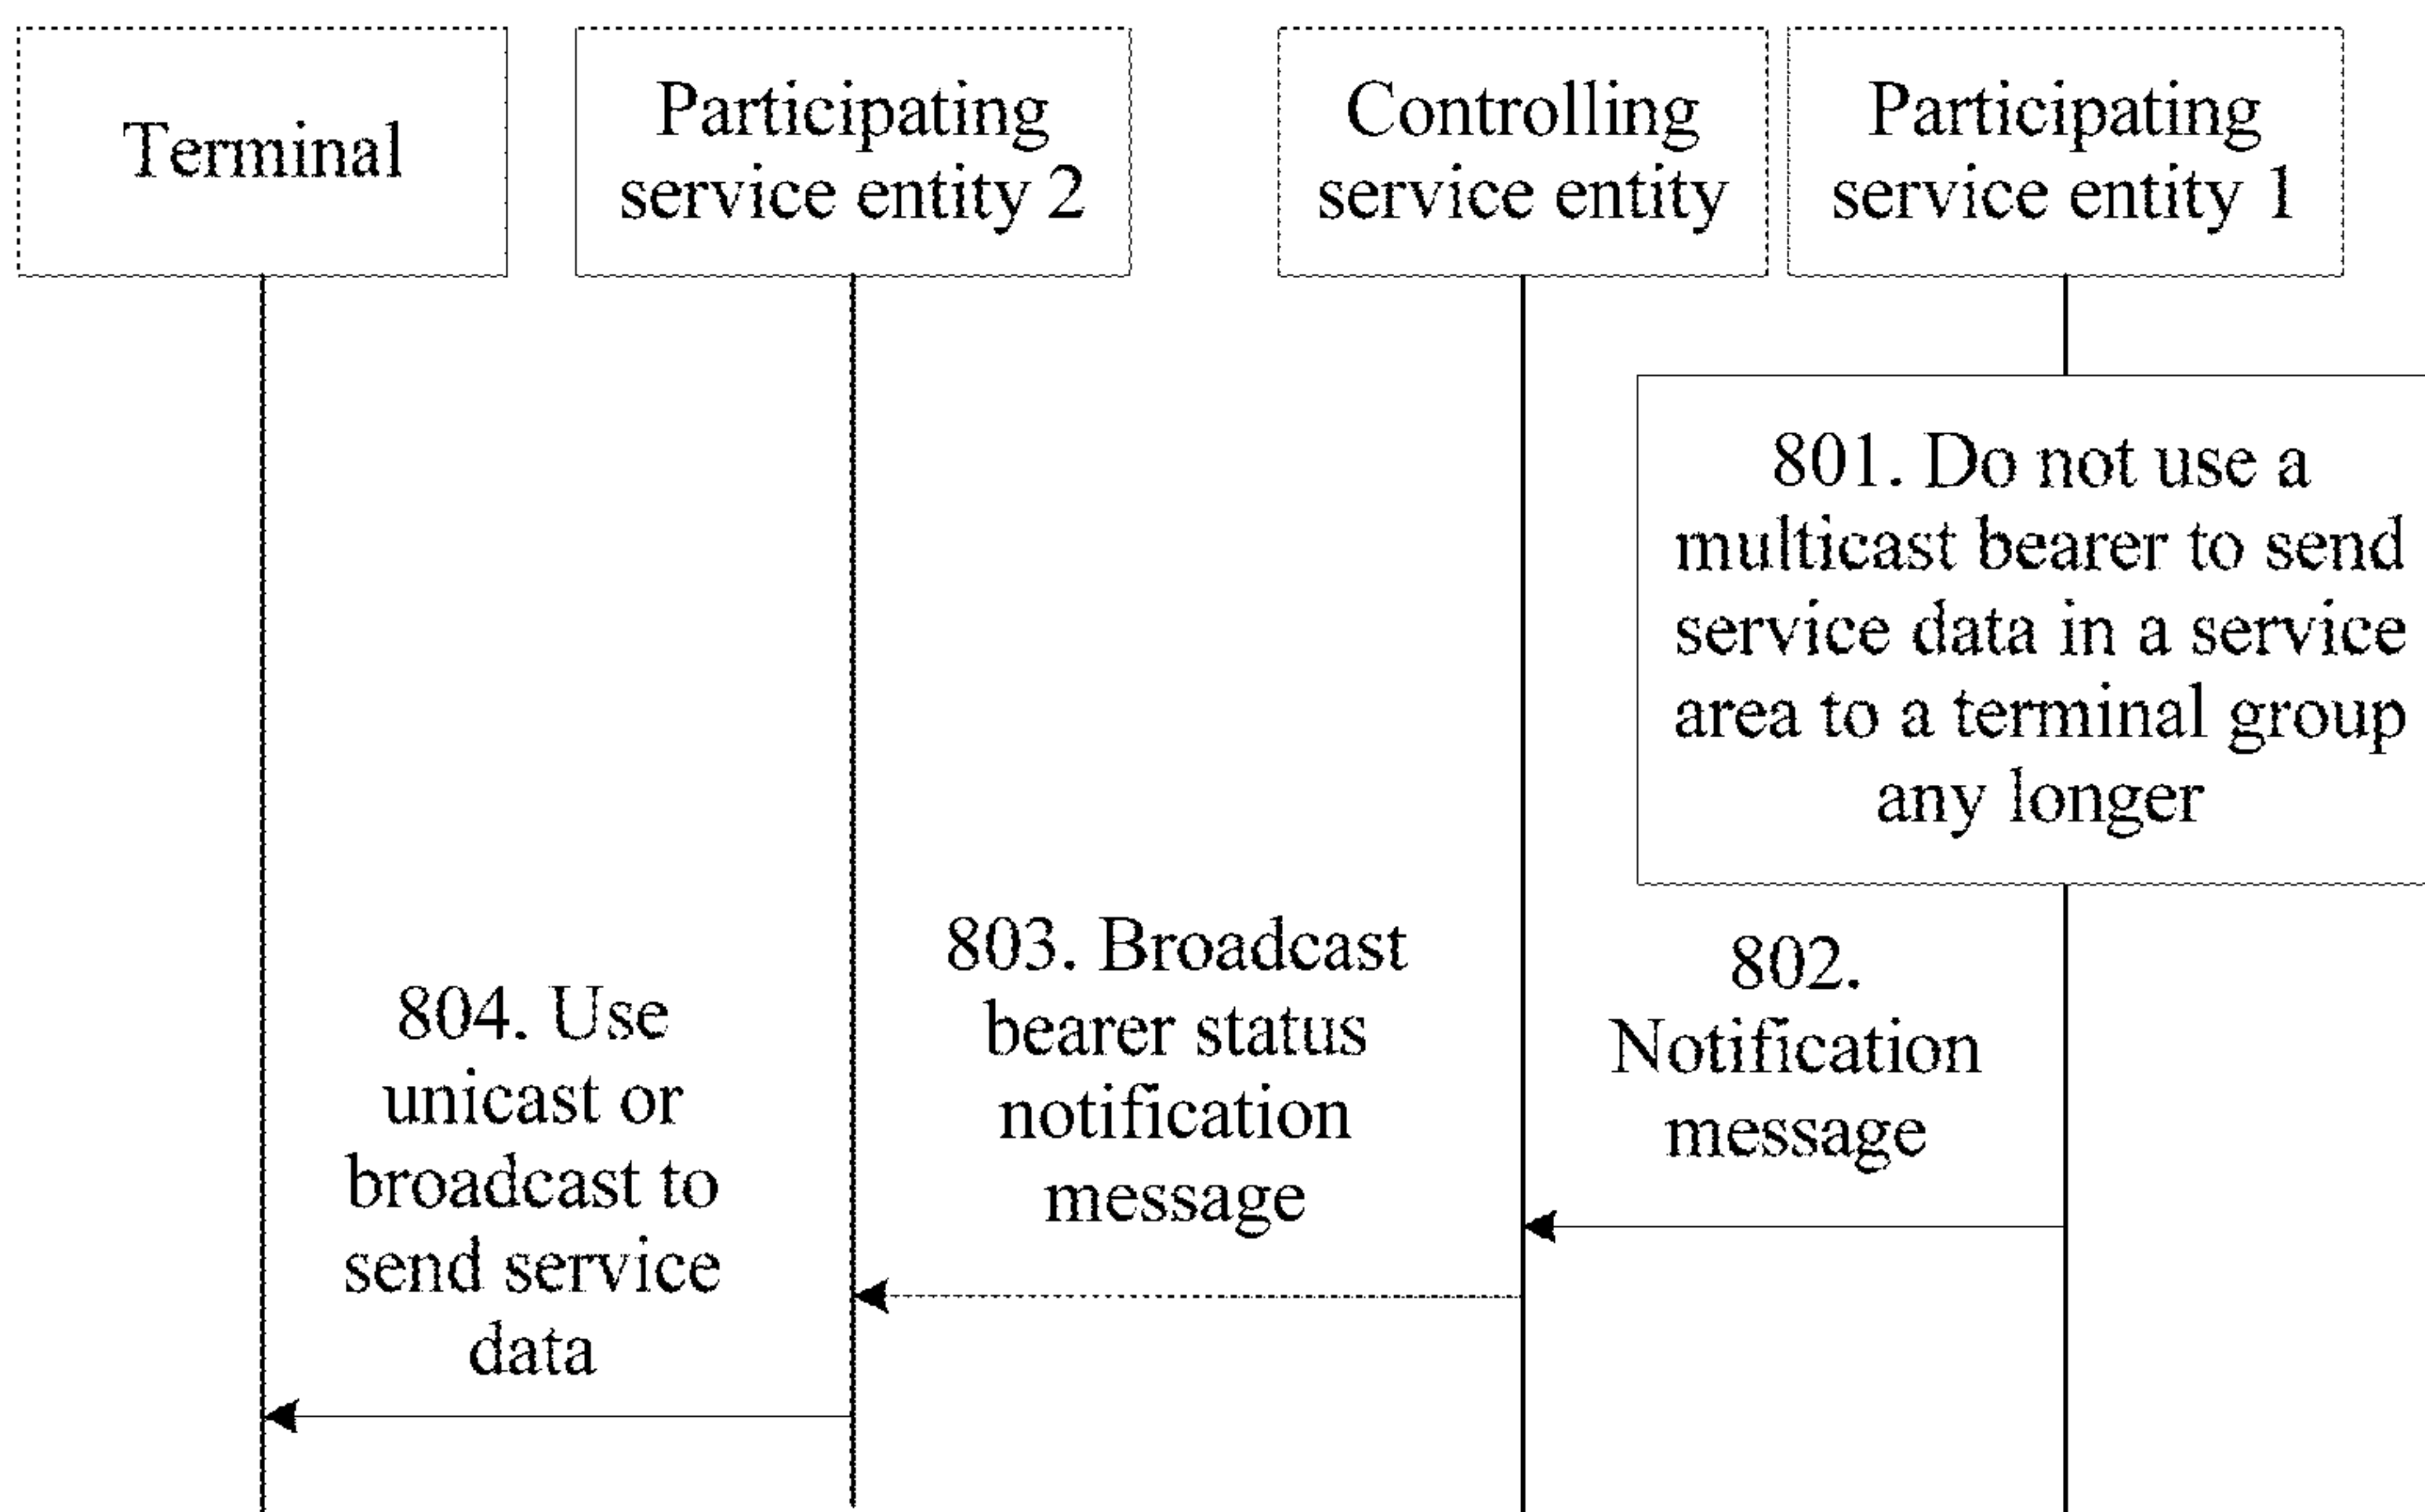 Terminal
Participating
service entity 2
Controlling
service entity
Participating
service entity 1
801. Do not use a
multicast bearer to send
service data in a service
area to a terminal group
any longer
802.
Notification
message
803. Broadcast
bearer status
notification
message
804. Use
unicast or
broadcast to
send service
data